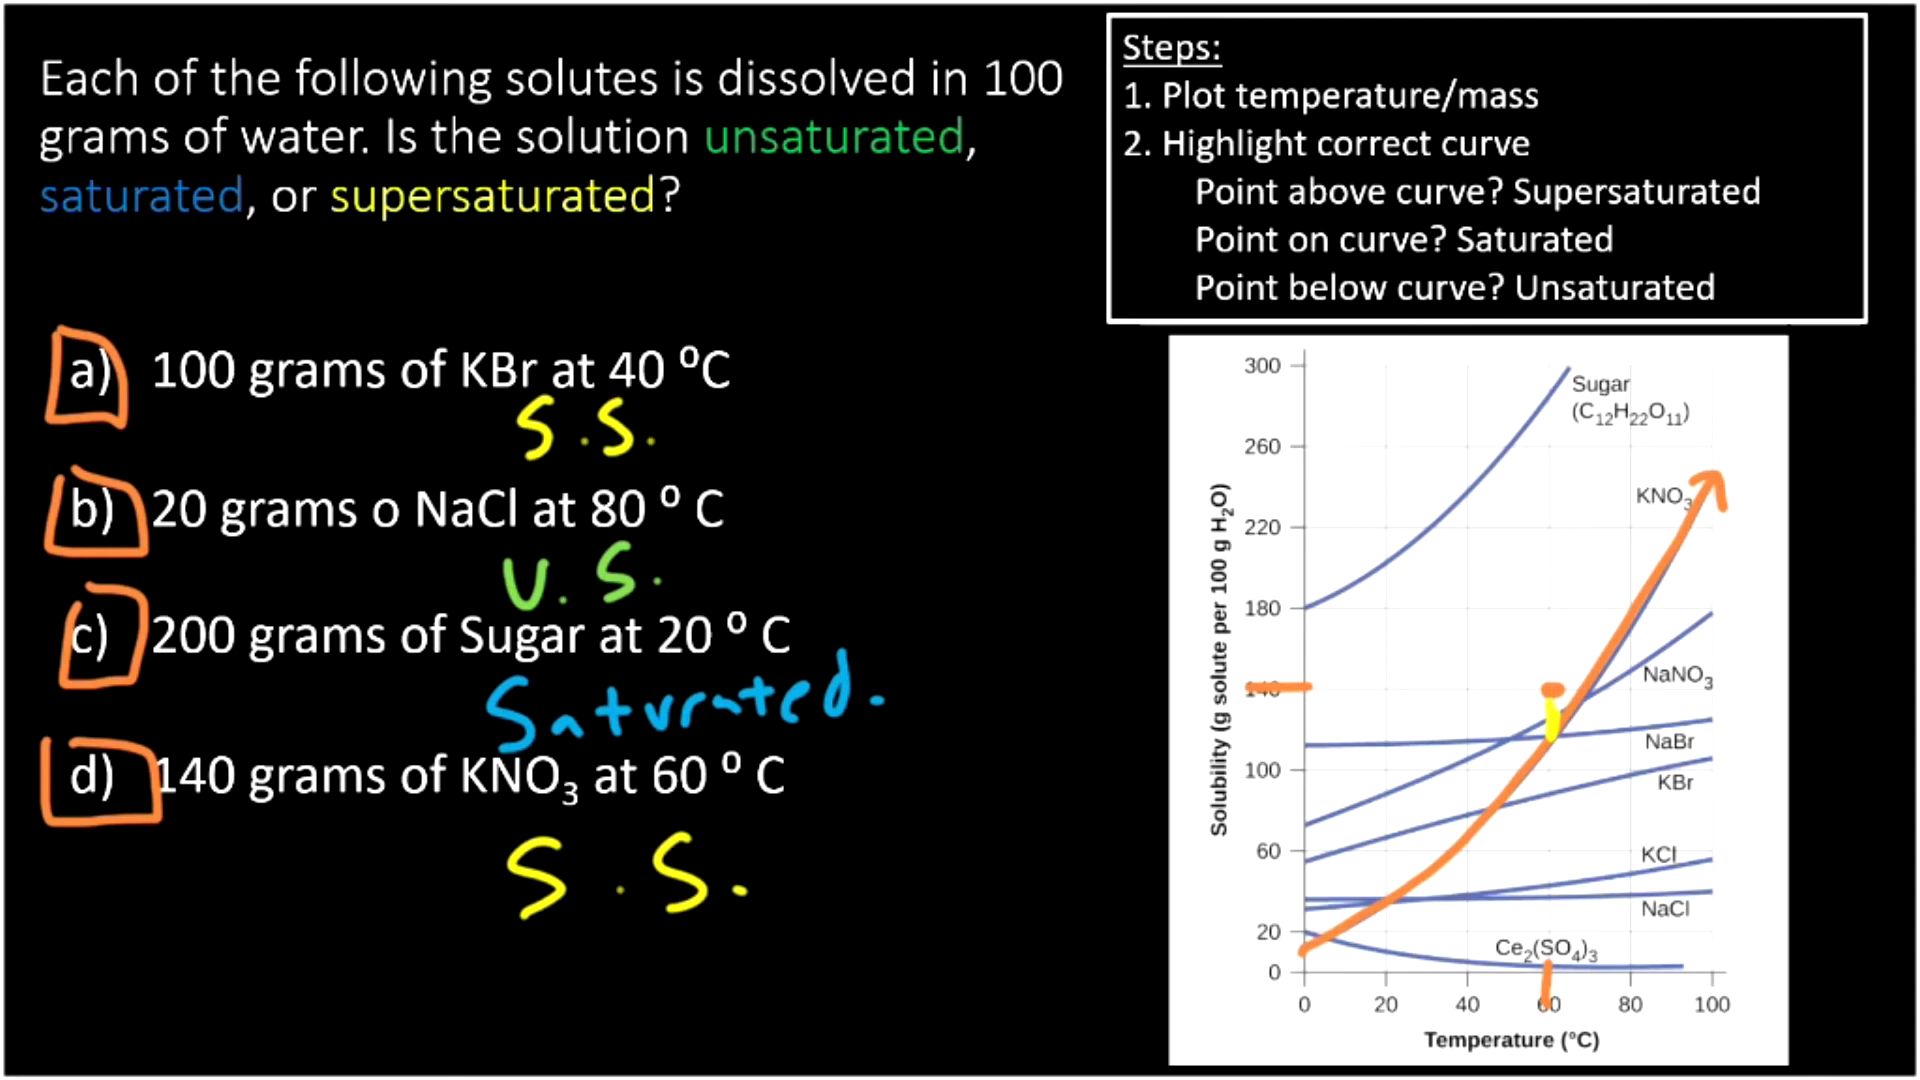 Each of the following solutes is dissolved in 100
grams of water. Is the solution unsaturated,
saturated, or supersaturated?
a) 100 grams of KBr at 40 ⁰C
S.S.
b) 20 grams o NaCl at 80 ⁰ C
U.S.
c) 200 grams of Sugar at 20 ⁰ C
Saturated.
d) 140 grams of KNO₃ at 60 ⁰ C
S.S.
Steps:
1. Plot temperature/mass
2. Highlight correct curve
Point above curve? Supersaturated
Point on curve? Saturated
Point below curve? Unsaturated
Solubility (g solute per 100 g H₂O)
300
260
220
180
140
100
60
20
0
Sugar
(C₁₂H₂₂O₁₁)
KNO₃
NaNO₃
NaBr
KBr
KCl
NaCl
Ce₂(SO₄)₃
0 20 40 60 80 100
Temperature (°C)